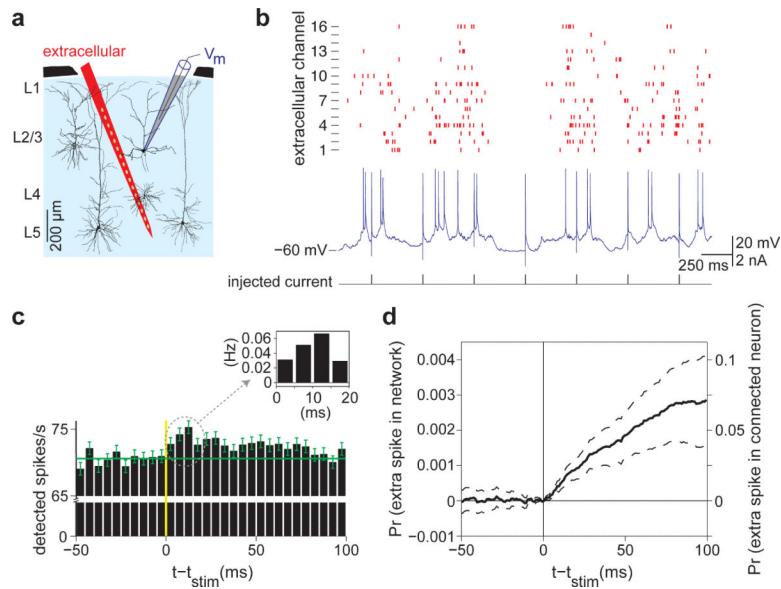 a
extracellular
Vm
L1
L2/3
L4
L5
200 μm
b
extracellular channel
16
13
10
7
4
1
−60 mV
20 mV
2 nA
250 ms
injected current
c
(Hz)
0.06
0.04
0.02
0
0 10 20
(ms)
detected spikes/s
75
65
0
−50 0 50 100
t−tstim(ms)
d
Pr (extra spike in network)
0.004
0.003
0.002
0.001
0
−0.001
0.1
0.05
0
Pr (extra spike in connected neuron)
−50 0 50 100
t−tstim(ms)